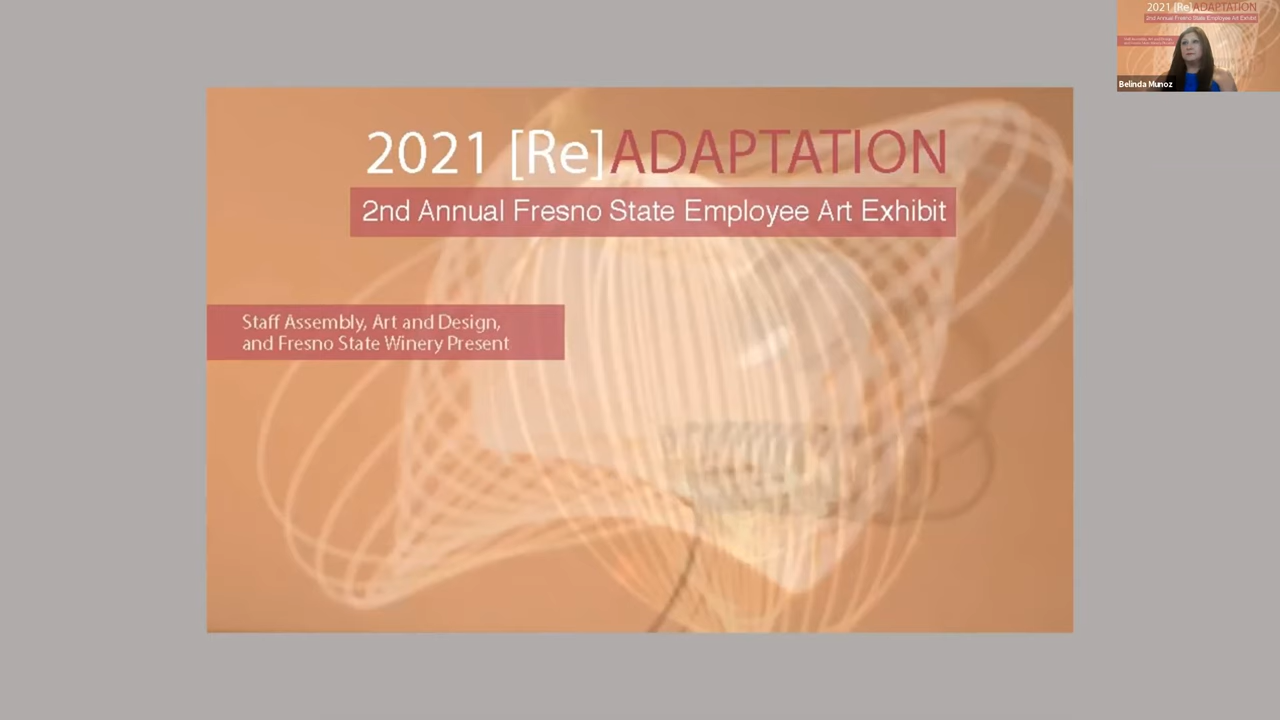 2021 [Re]ADAPTATION
2nd Annual Fresno State Employee Art Exhibit
Staff Assembly, Art and Design,
and Fresno State Winery Present
2021 [Re]ADAPTATION
2nd Annual Fresno State Employee Art Exhibit
Belinda Munoz